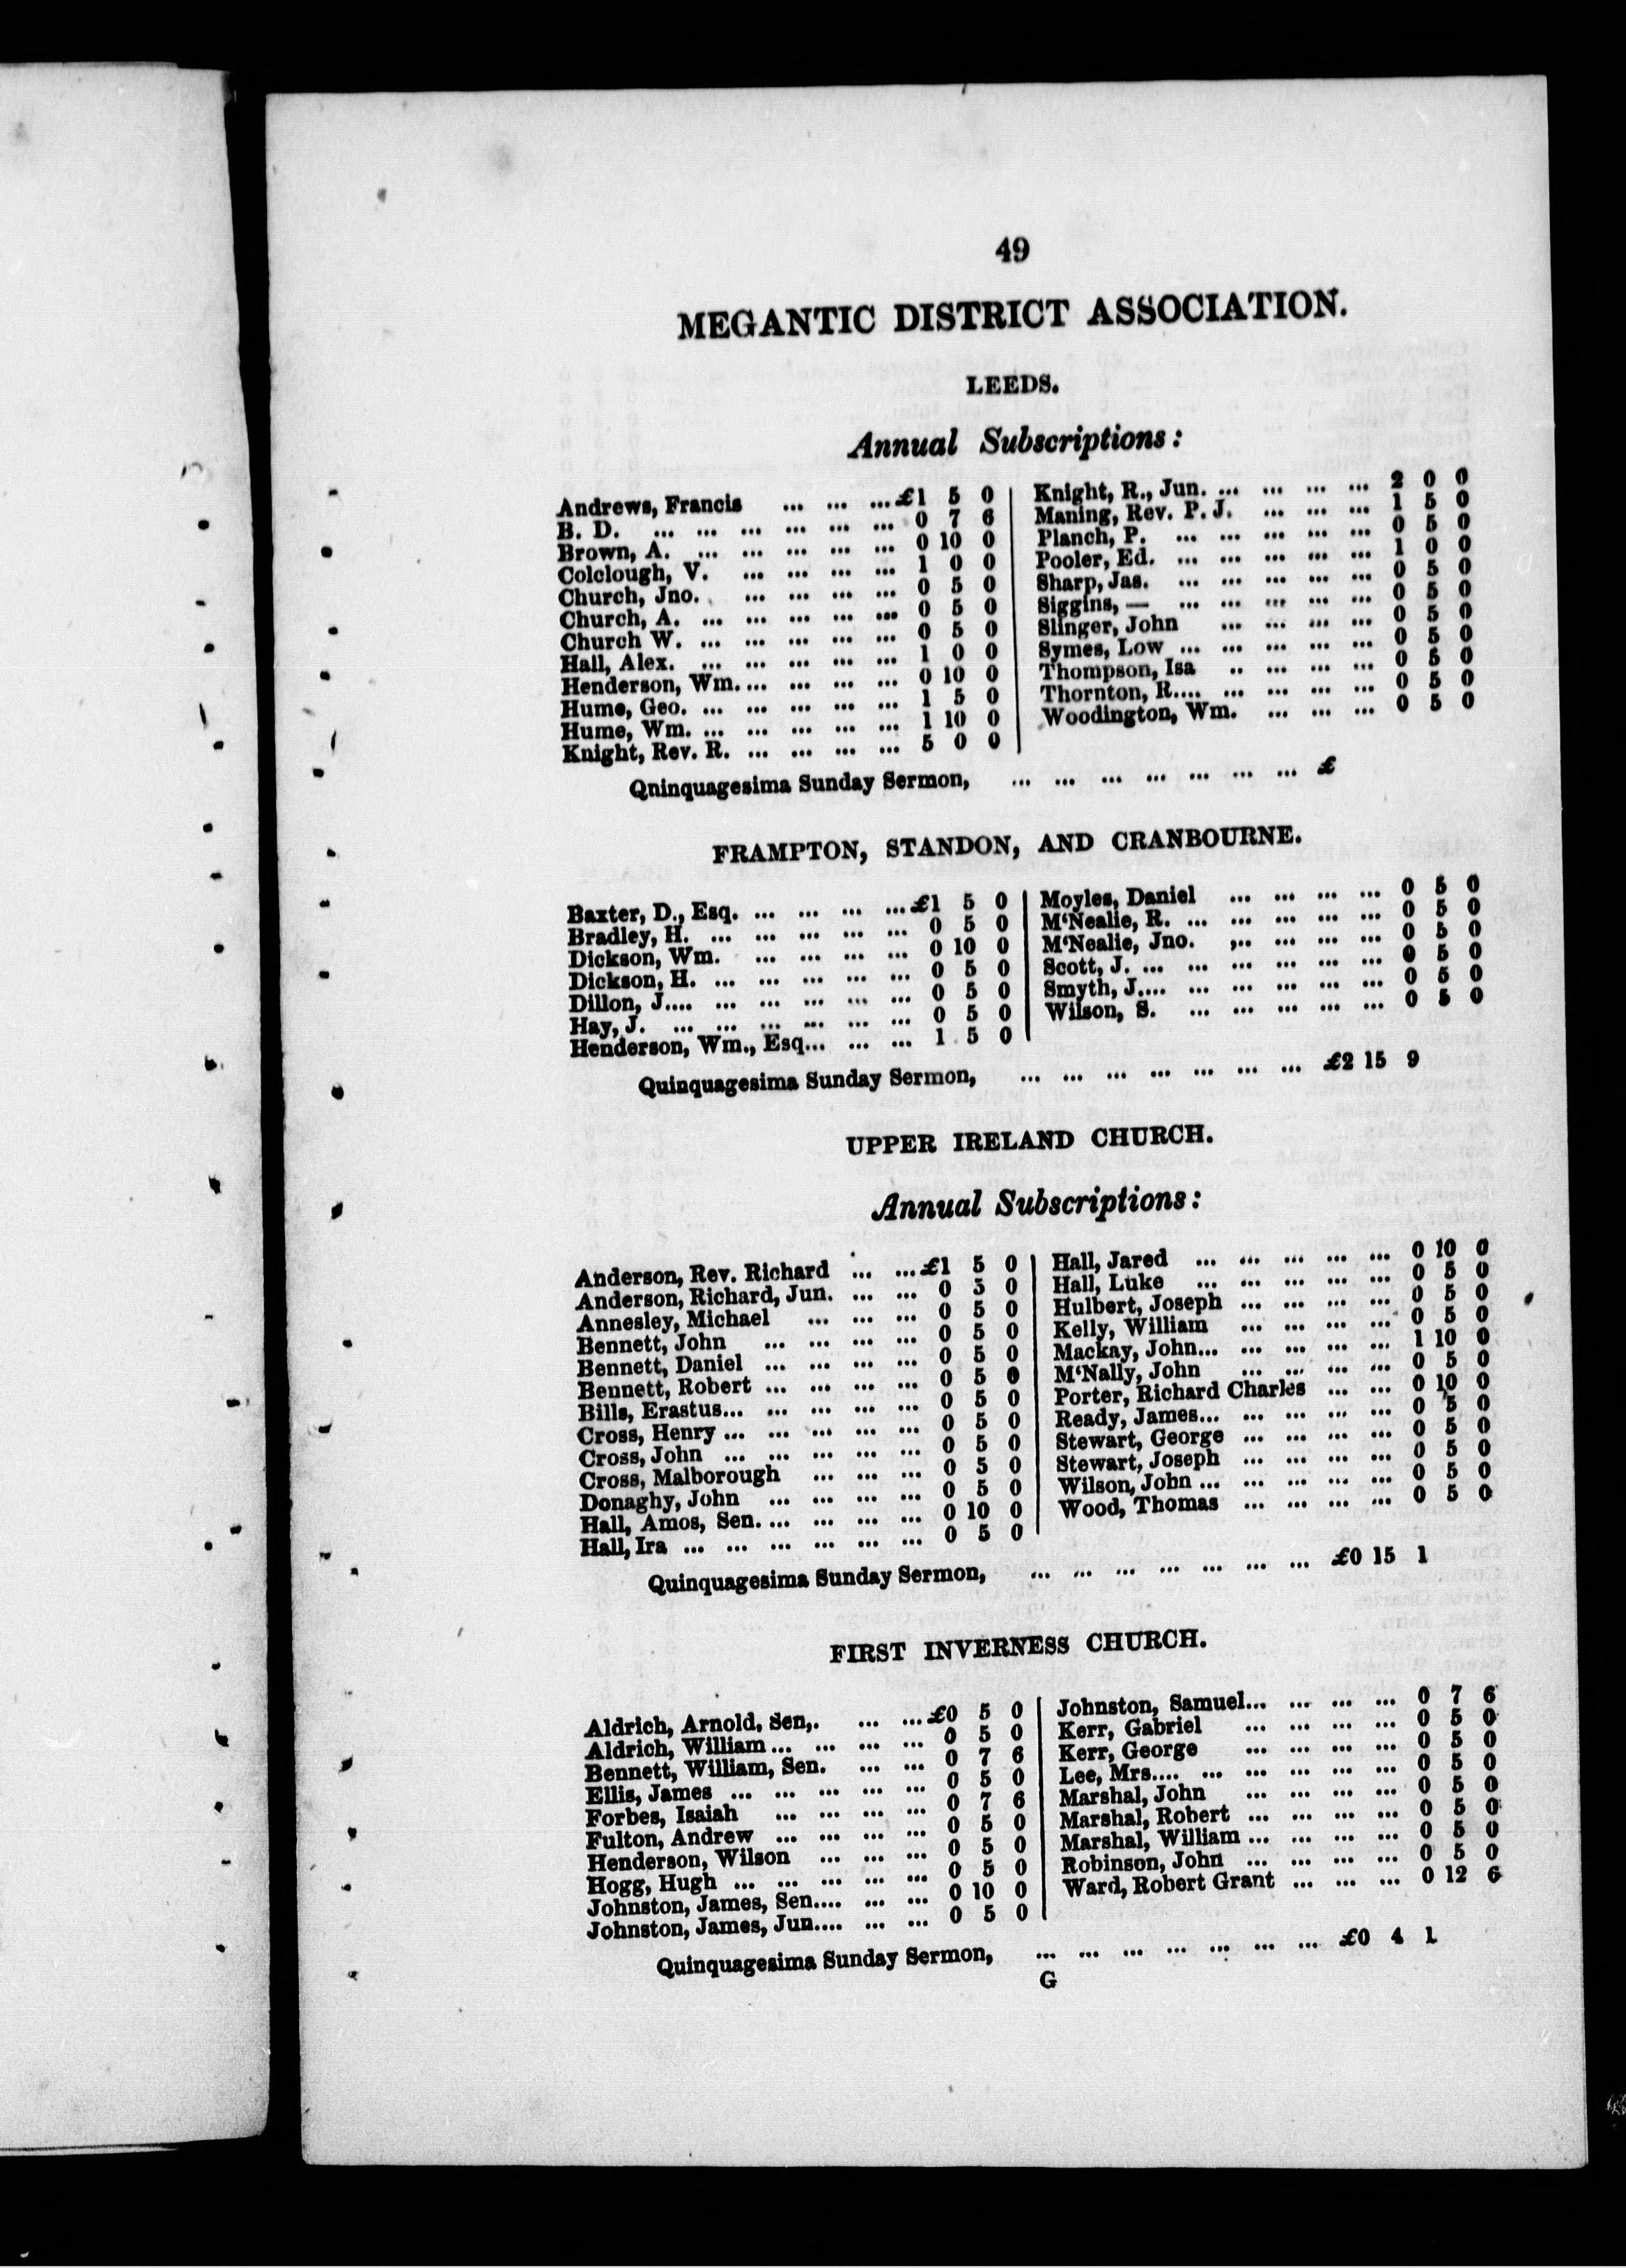 49
MEGANTIC DISTRICT ASSOCIATION.
LEEDS.
Annual Subscriptions:
Andrews, Francis ... ... ...£1 5 0
B. D. ... ... ... ... ... ... 0 7 6
Brown, A. ... ... ... ... ... 0 10 0
Colclough, V. ... ... ... ... 1 0 0
Church, Jno. ... ... ... ... 0 5 0
Church, A. ... ... ... ... ... 0 5 0
Church W. ... ... ... ... ... 0 5 0
Hall, Alex. ... ... ... ... ... 1 0 0
Henderson, Wm.... ... ... ... 0 10 0
Hume, Geo. ... ... ... ... ... 1 5 0
Hume, Wm. ... ... ... ... ... 1 10 0
Knight, Rev. R. ... ... ... ... 5 0 0
Knight, R., Jun. ... ... ... ... 2 0 0
Maning, Rev. P. J. ... ... ... 1 5 0
Planch, P. ... ... ... ... ... 0 5 0
Pooler, Ed. ... ... ... ... ... 1 0 0
Sharp, Jas. ... ... ... ... ... 0 5 0
Siggins, — ... ... ... ... ... 0 5 0
Slinger, John ... ... ... ... 0 5 0
Symes, Low ... ... ... ... ... 0 5 0
Thompson, Isa .. ... ... ... 0 5 0
Thornton, R.... ... ... ... ... 0 5 0
Woodington, Wm. ... ... ... 0 5 0
Qninquagesima Sunday Sermon, ... ... ... ... ... ... ... £
FRAMPTON, STANDON, AND CRANBOURNE.
Baxter, D., Esq. ... ... ... ...£1 5 0
Bradley, H. ... ... ... ... ... 0 5 0
Dickson, Wm. ... ... ... ... 0 10 0
Dickson, H. ... ... ... ... ... 0 5 0
Dillon, J.... ... ... ... ... ... 0 5 0
Hay, J. ... ... ... ... ... ... 0 5 0
Henderson, Wm., Esq... ... ... 1 5 0
Moyles, Daniel ... ... ... ... 0 5 0
M'Nealie, R. ... ... ... ... ... 0 5 0
M'Nealie, Jno. ,.. ... ... ... 0 5 0
Scott, J. ... ... ... ... ... ... 0 5 0
Smyth, J.... ... ... ... ... ... 0 5 0
Wilson, S. ... ... ... ... ... 0 5 0
Quinquagesima Sunday Sermon, ... ... ... ... ... ... ... £2 15 9
UPPER IRELAND CHURCH.
Annual Subscriptions:
Anderson, Rev. Richard ... ...£1 5 0
Anderson, Richard, Jun. ... ... 0 5 0
Annesley, Michael ... ... ... 0 5 0
Bennett, John ... ... ... ... 0 5 0
Bennett, Daniel ... ... ... ... 0 5 0
Bennett, Robert ... ... ... ... 0 5 0
Bills, Erastus... ... ... ... ... 0 5 0
Cross, Henry ... ... ... ... ... 0 5 0
Cross, John ... ... ... ... ... 0 5 0
Cross, Malborough ... ... ... 0 5 0
Donaghy, John ... ... ... ... 0 5 0
Hall, Amos, Sen. ... ... ... ... 0 10 0
Hall, Ira ... ... ... ... ... ... 0 5 0
Hall, Jared ... ... ... ... ... 0 10 0
Hall, Luke ... ... ... ... ... 0 5 0
Hulbert, Joseph ... ... ... ... 0 5 0
Kelly, William ... ... ... ... 0 5 0
Mackay, John... ... ... ... ... 1 10 0
M'Nally, John ... ... ... ... 0 5 0
Porter, Richard Charles ... ... 0 10 0
Ready, James... ... ... ... ... 0 5 0
Stewart, George ... ... ... ... 0 5 0
Stewart, Joseph ... ... ... ... 0 5 0
Wilson, John ... ... ... ... ... 0 5 0
Wood, Thomas ... ... ... ... 0 5 0
Quinquagesima Sunday Sermon, ... ... ... ... ... ... ... £0 15 1
FIRST INVERNESS CHURCH.
Aldrich, Arnold, Sen,. ... ...£0 5 0
Aldrich, William ... ... ... ... 0 5 0
Bennett, William, Sen. ... ... 0 7 6
Ellis, James ... ... ... ... ... 0 5 0
Forbes, Isaiah ... ... ... ... 0 7 6
Fulton, Andrew ... ... ... ... 0 5 0
Henderson, Wilson ... ... ... 0 5 0
Hogg, Hugh ... ... ... ... ... 0 5 0
Johnston, James, Sen.... ... ... 0 10 0
Johnston, James, Jun.... ... ... 0 5 0
Johnston, Samuel... ... ... ... 0 7 6
Kerr, Gabriel ... ... ... ... 0 5 0
Kerr, George ... ... ... ... 0 5 0
Lee, Mrs.... ... ... ... ... ... 0 5 0
Marshal, John ... ... ... ... 0 5 0
Marshal, Robert ... ... ... ... 0 5 0
Marshal, William ... ... ... ... 0 5 0
Robinson, John ... ... ... ... 0 5 0
Ward, Robert Grant ... ... ... 0 12 6
Quinquagesima Sunday Sermon, ... ... ... ... ... ... ... £0 4 1
G